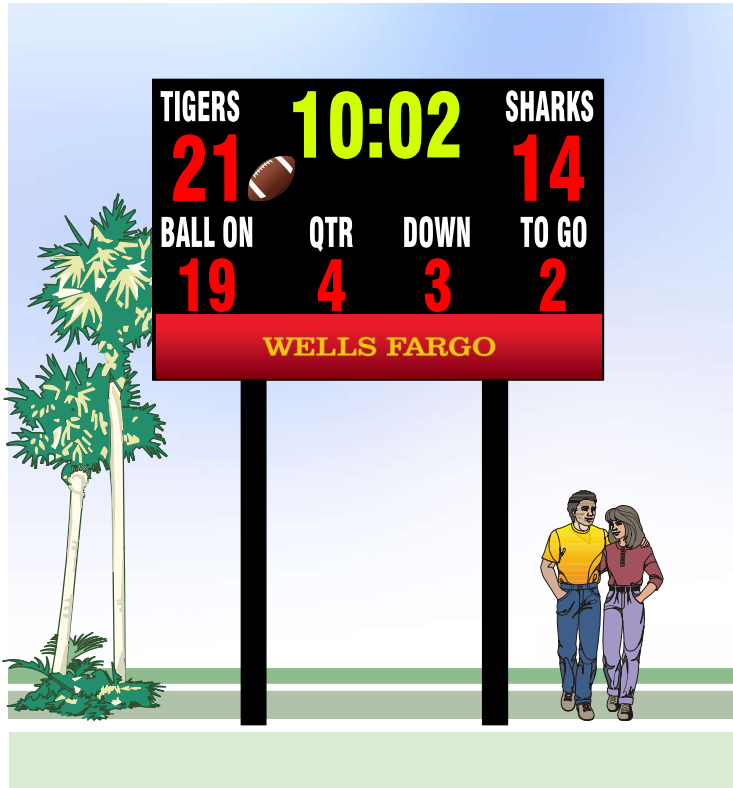 TIGERS 10:02 SHARKS
21 14
BALL ON QTR DOWN TO GO
19 4 3 2
WELLS FARGO